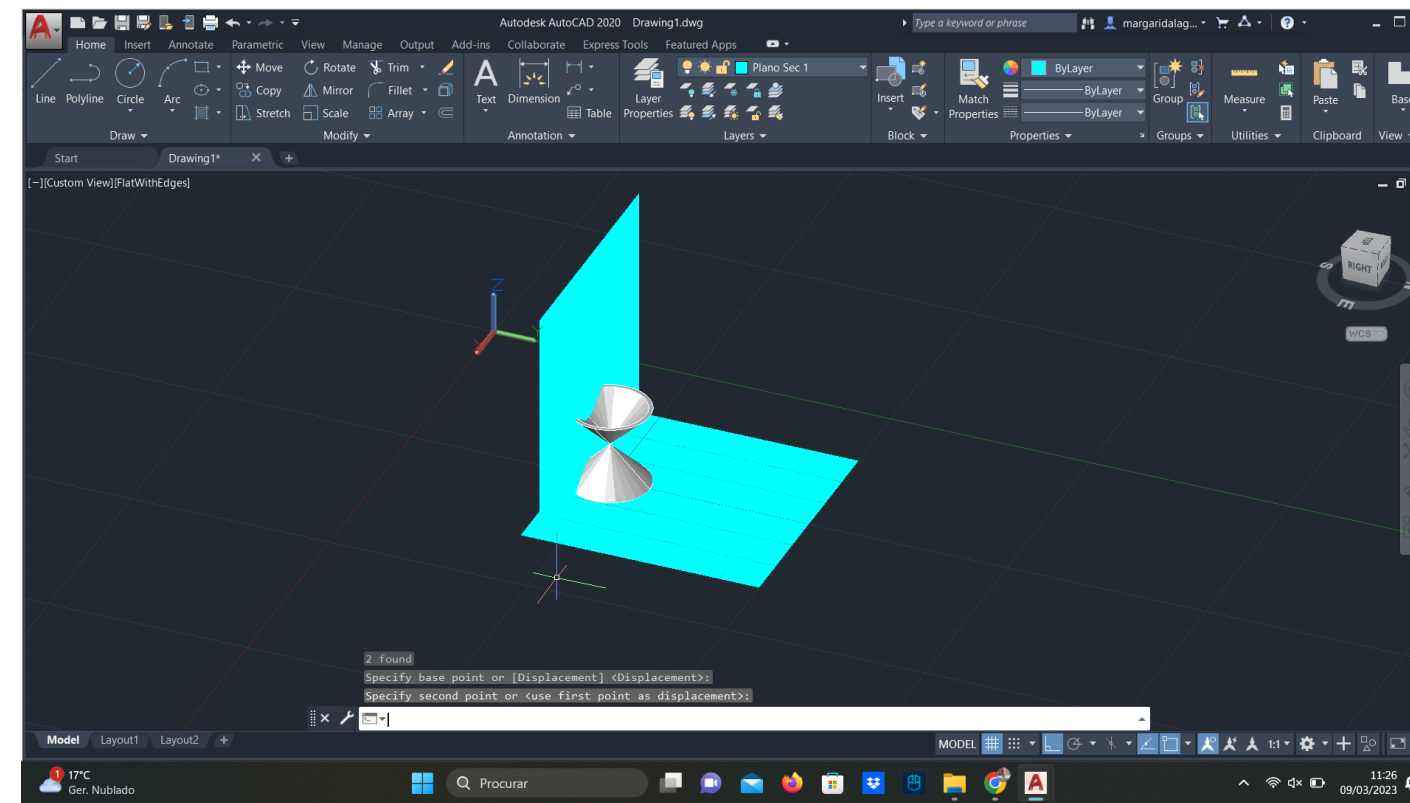 Autodesk AutoCAD 2020 Drawing1.dwg
Type a keyword or phrase
margaridalag...
Home Insert Annotate Parametric View Manage Output Add-ins Collaborate Express Tools Featured Apps
Move Rotate Trim
Copy Mirror Fillet
Stretch Scale Array
Line Polyline Circle Arc
Text Dimension
Table
Layer
Properties
Plano Sec 1
Insert
Match
Properties
ByLayer
ByLayer
ByLayer
Group
Measure
Paste
Base
Draw Modify Annotation Layers Block Properties Groups Utilities Clipboard View
Start Drawing1*
[−][Custom View][FlatWithEdges]
Z
Y
RIGHT
S
E
WCS
2 found
Specify base point or [Displacement] <Displacement>:
Specify second point or <use first point as displacement>:
Model Layout1 Layout2
MODEL
1:1
1
17°C
Ger. Nublado
Procurar
11:26
09/03/2023